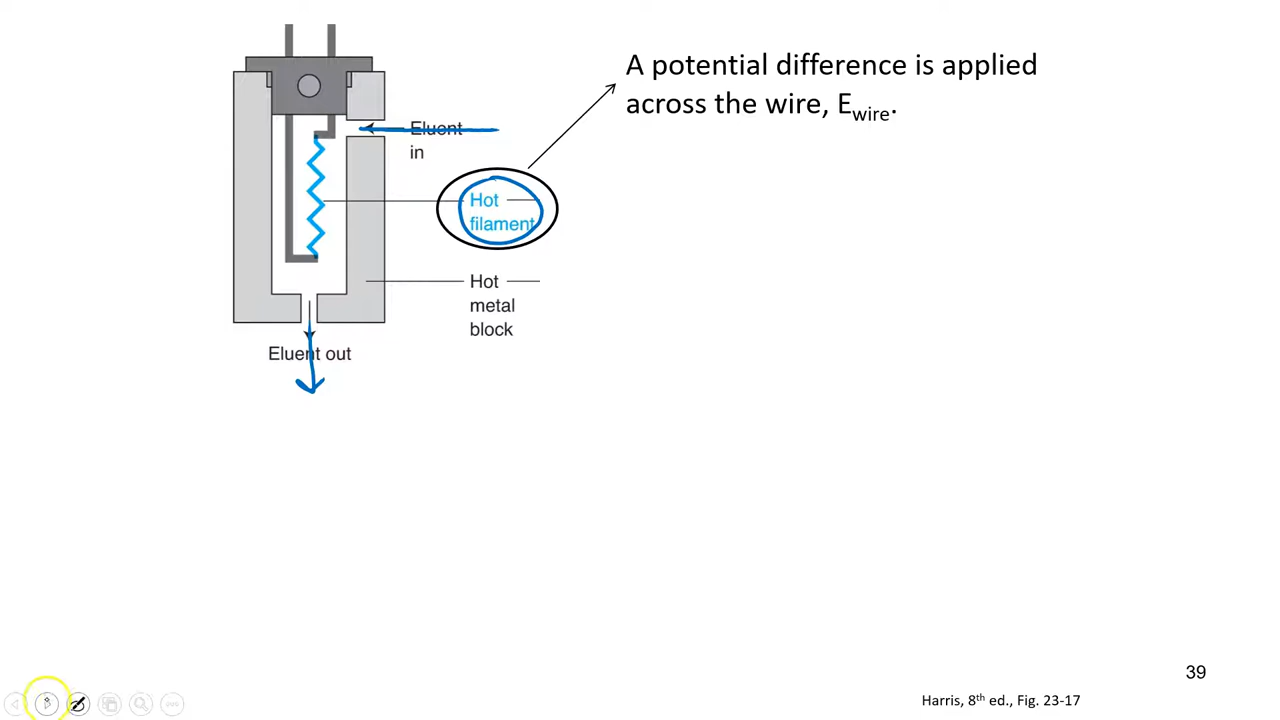 A potential difference is applied
across the wire, Ewire.
Eluent
in
Hot
filament
Hot
metal
block
Eluent out
39
Harris, 8th ed., Fig. 23-17